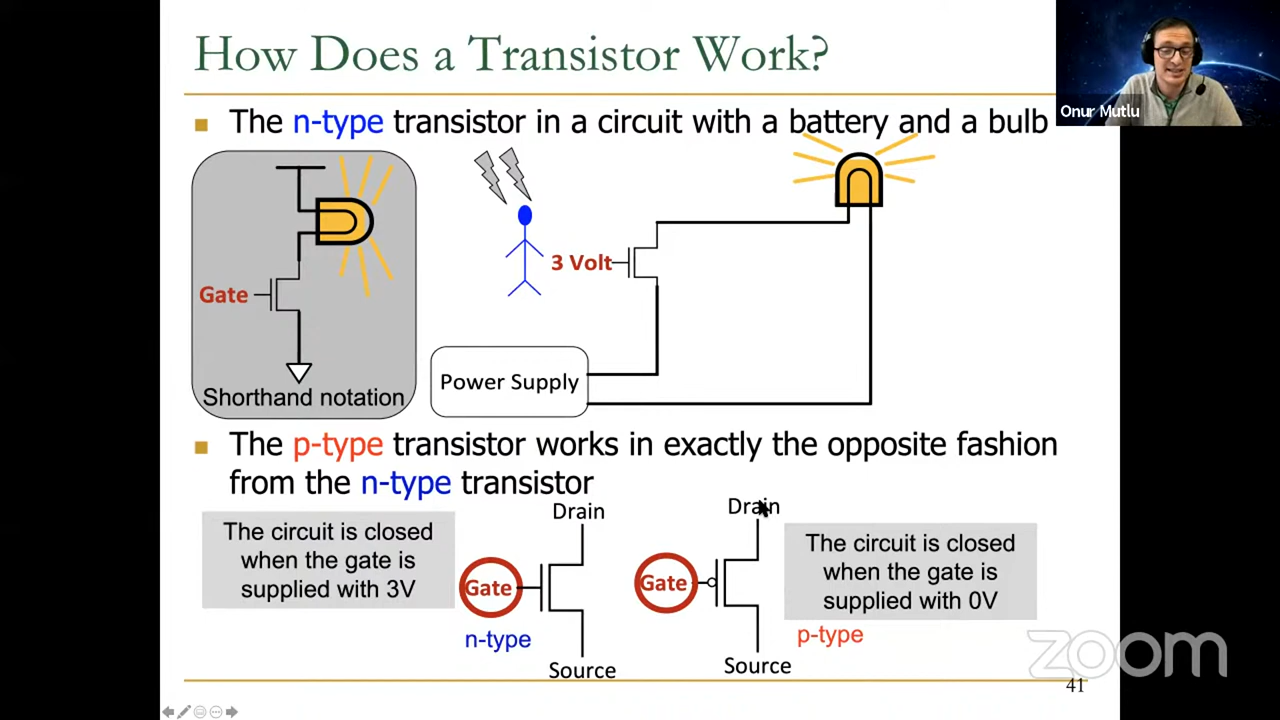 How Does a Transistor Work?
Onur Mutlu
The n-type transistor in a circuit with a battery and a bulb
3 Volt
Gate
Power Supply
Shorthand notation
The p-type transistor works in exactly the opposite fashion
from the n-type transistor
Drain
Drain
The circuit is closed
when the gate is
supplied with 3V
Gate
n-type
Source
Gate
Source
The circuit is closed
when the gate is
supplied with 0V
p-type
zoom
41